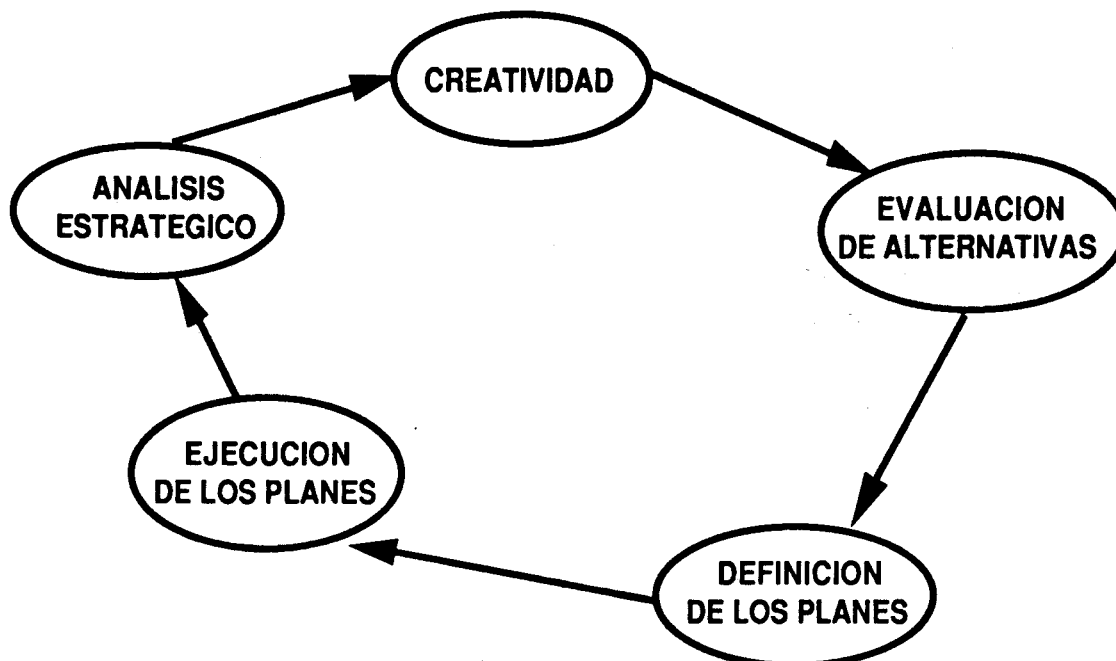 CREATIVIDAD
ANALISIS
ESTRATEGICO
EVALUACION
DE ALTERNATIVAS
EJECUCION
DE LOS PLANES
DEFINICION
DE LOS PLANES